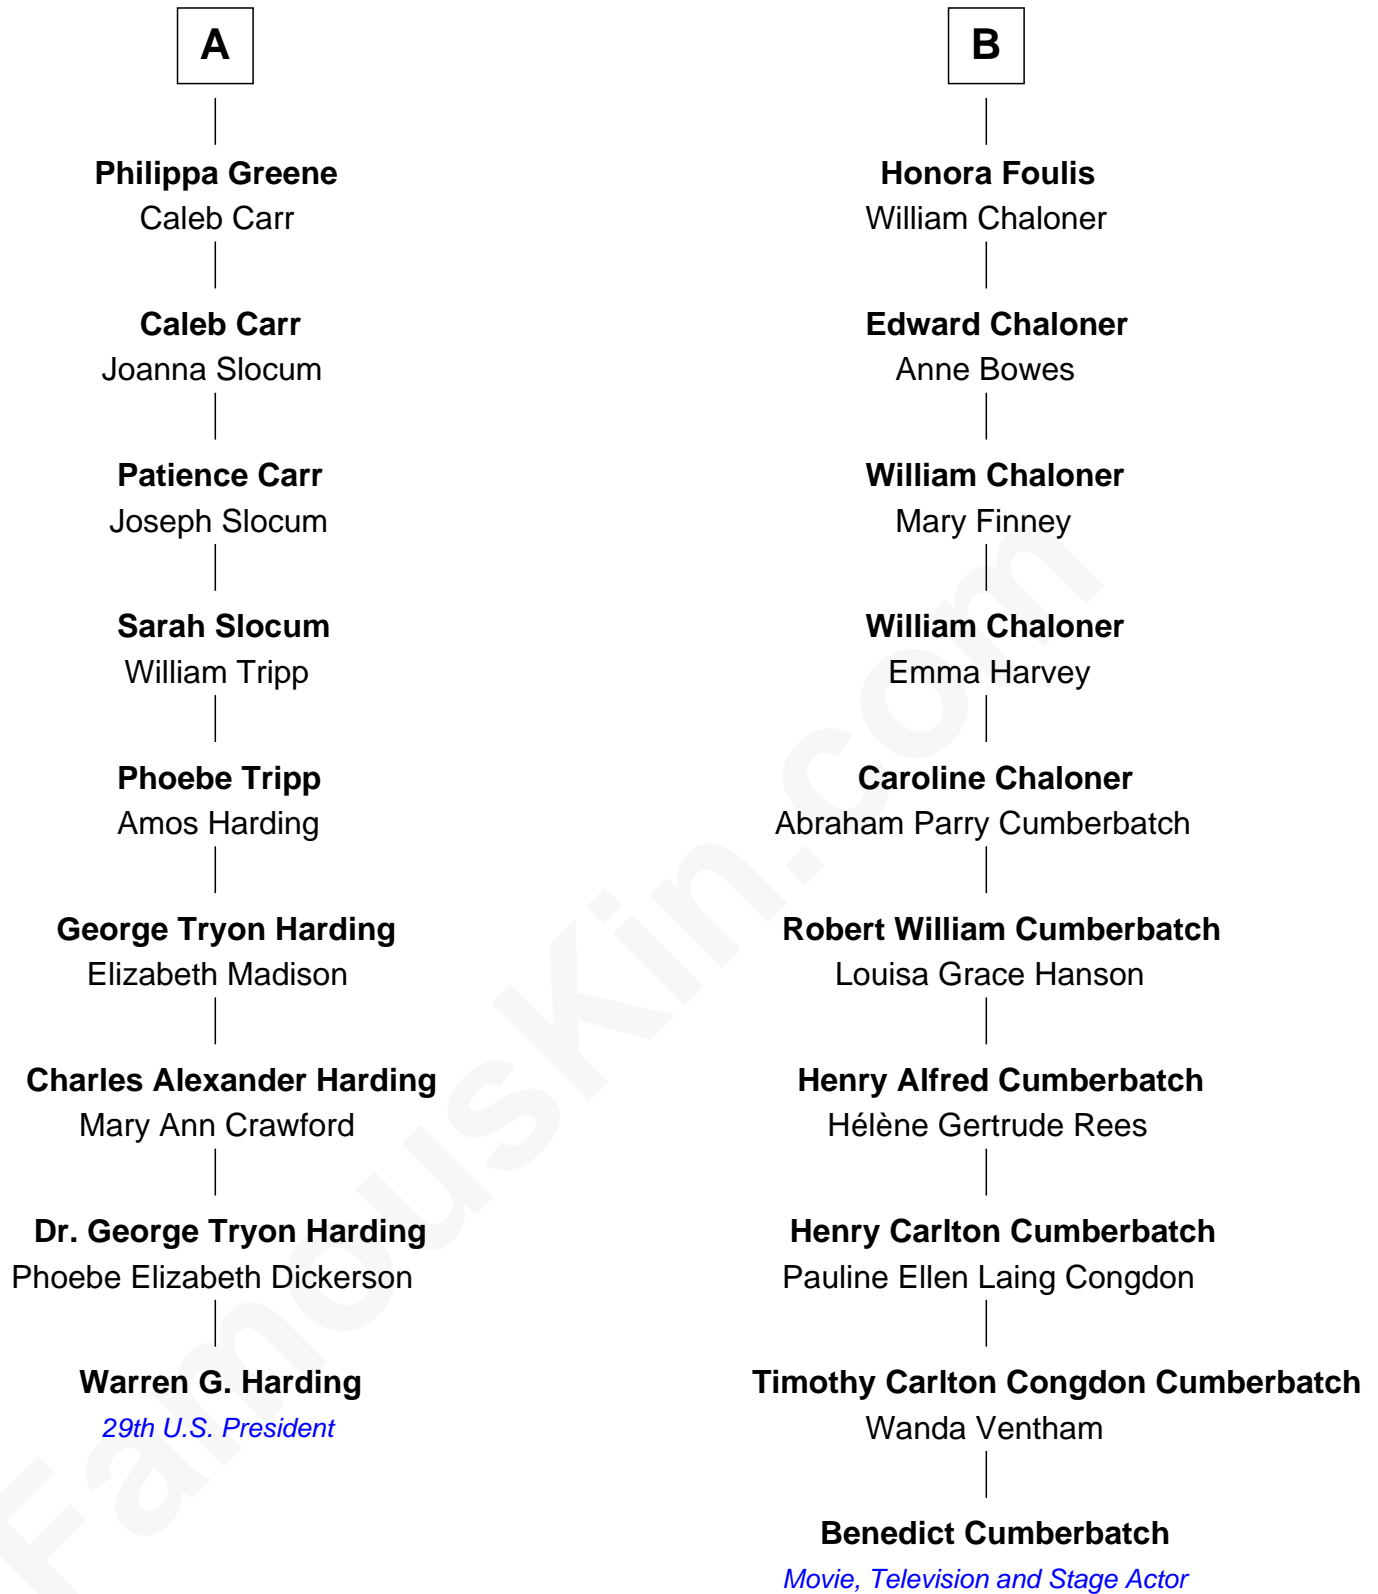 A
Philippa Greene
Caleb Carr
Caleb Carr
Joanna Slocum
Patience Carr
Joseph Slocum
Sarah Slocum
William Tripp
Phoebe Tripp
Amos Harding
George Tryon Harding
Elizabeth Madison
Charles Alexander Harding
Mary Ann Crawford
Dr. George Tryon Harding
Phoebe Elizabeth Dickerson
Warren G. Harding
29th U.S. President
B
Honora Foulis
William Chaloner
Edward Chaloner
Anne Bowes
William Chaloner
Mary Finney
William Chaloner
Emma Harvey
Caroline Chaloner
Abraham Parry Cumberbatch
Robert William Cumberbatch
Louisa Grace Hanson
Henry Alfred Cumberbatch
Hélène Gertrude Rees
Henry Carlton Cumberbatch
Pauline Ellen Laing Congdon
Timothy Carlton Congdon Cumberbatch
Wanda Ventham
Benedict Cumberbatch
Movie, Television and Stage Actor
FamousKin.com